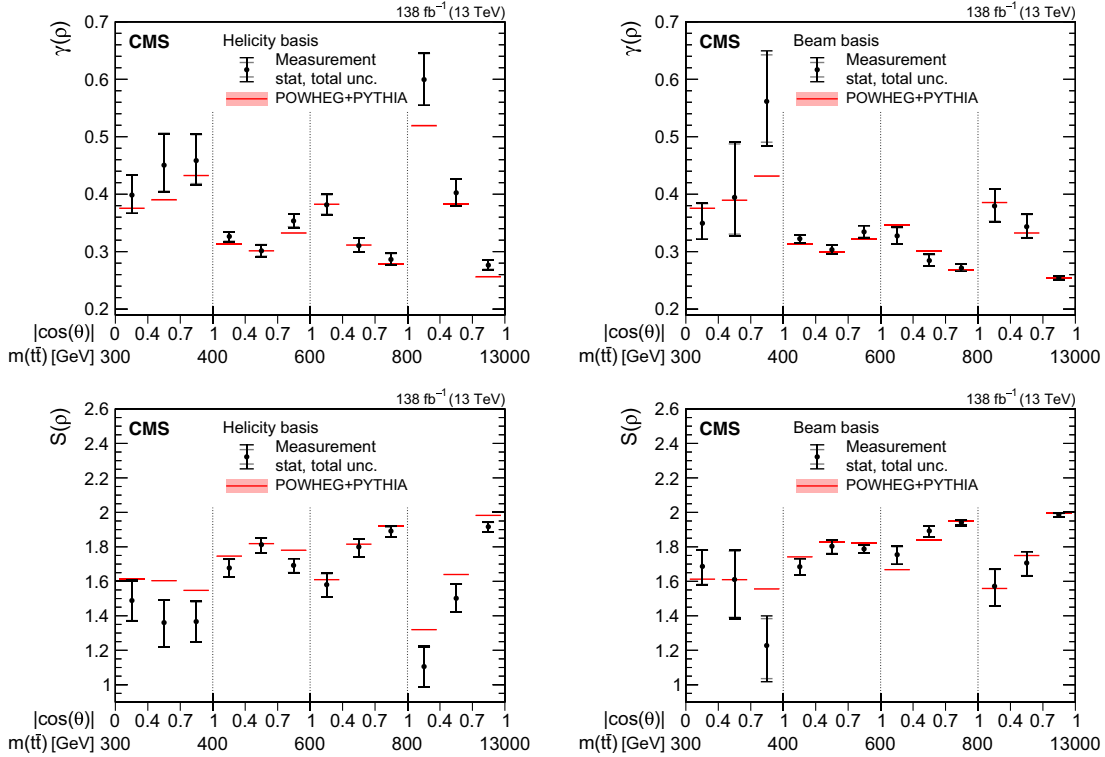 138 fb⁻¹ (13 TeV)
γ(ρ)
0.7
0.6
0.5
0.4
0.3
0.2
CMS
Helicity basis
Measurement
stat, total unc.
POWHEG+PYTHIA
|cos(θ)| 0 0.4 0.7 1 0.4 0.7 1 0.4 0.7 1 0.4 0.7 1
m(tt̄) [GeV] 300 400 600 800 13000
138 fb⁻¹ (13 TeV)
γ(ρ)
0.7
0.6
0.5
0.4
0.3
0.2
CMS
Beam basis
Measurement
stat, total unc.
POWHEG+PYTHIA
|cos(θ)| 0 0.4 0.7 1 0.4 0.7 1 0.4 0.7 1 0.4 0.7 1
m(tt̄) [GeV] 300 400 600 800 13000
138 fb⁻¹ (13 TeV)
S(ρ)
2.6
2.4
2.2
2
1.8
1.6
1.4
1.2
1
CMS
Helicity basis
Measurement
stat, total unc.
POWHEG+PYTHIA
|cos(θ)| 0 0.4 0.7 1 0.4 0.7 1 0.4 0.7 1 0.4 0.7 1
m(tt̄) [GeV] 300 400 600 800 13000
138 fb⁻¹ (13 TeV)
S(ρ)
2.6
2.4
2.2
2
1.8
1.6
1.4
1.2
1
CMS
Beam basis
Measurement
stat, total unc.
POWHEG+PYTHIA
|cos(θ)| 0 0.4 0.7 1 0.4 0.7 1 0.4 0.7 1 0.4 0.7 1
m(tt̄) [GeV] 300 400 600 800 13000